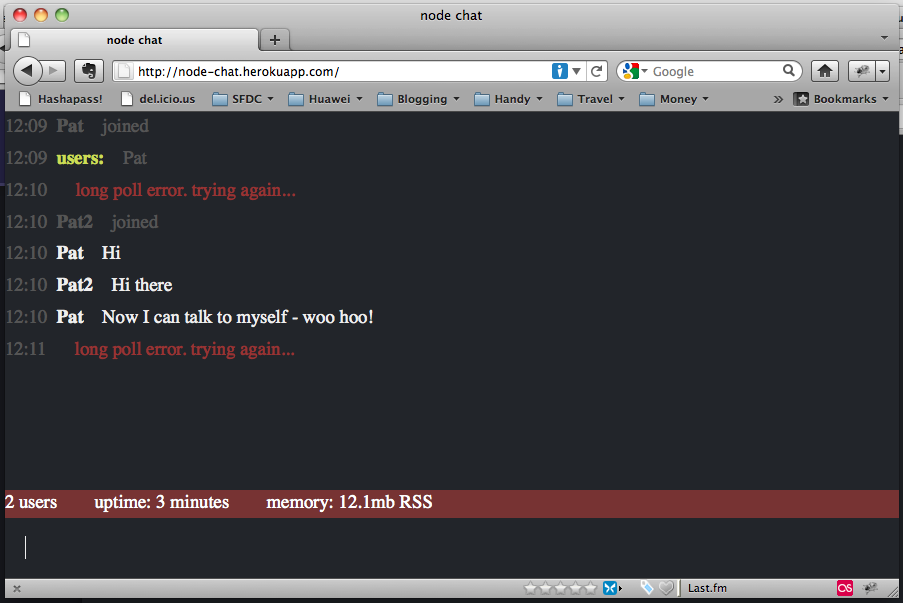 node chat
node chat
http://node-chat.herokuapp.com/
Google
Hashapass! del.icio.us SFDC Huawei Blogging Handy Travel Money » Bookmarks
12:09 Pat joined
12:09 users: Pat
12:10 long poll error. trying again...
12:10 Pat2 joined
12:10 Pat Hi
12:10 Pat2 Hi there
12:10 Pat Now I can talk to myself - woo hoo!
12:11 long poll error. trying again...
2 users uptime: 3 minutes memory: 12.1mb RSS
Last.fm